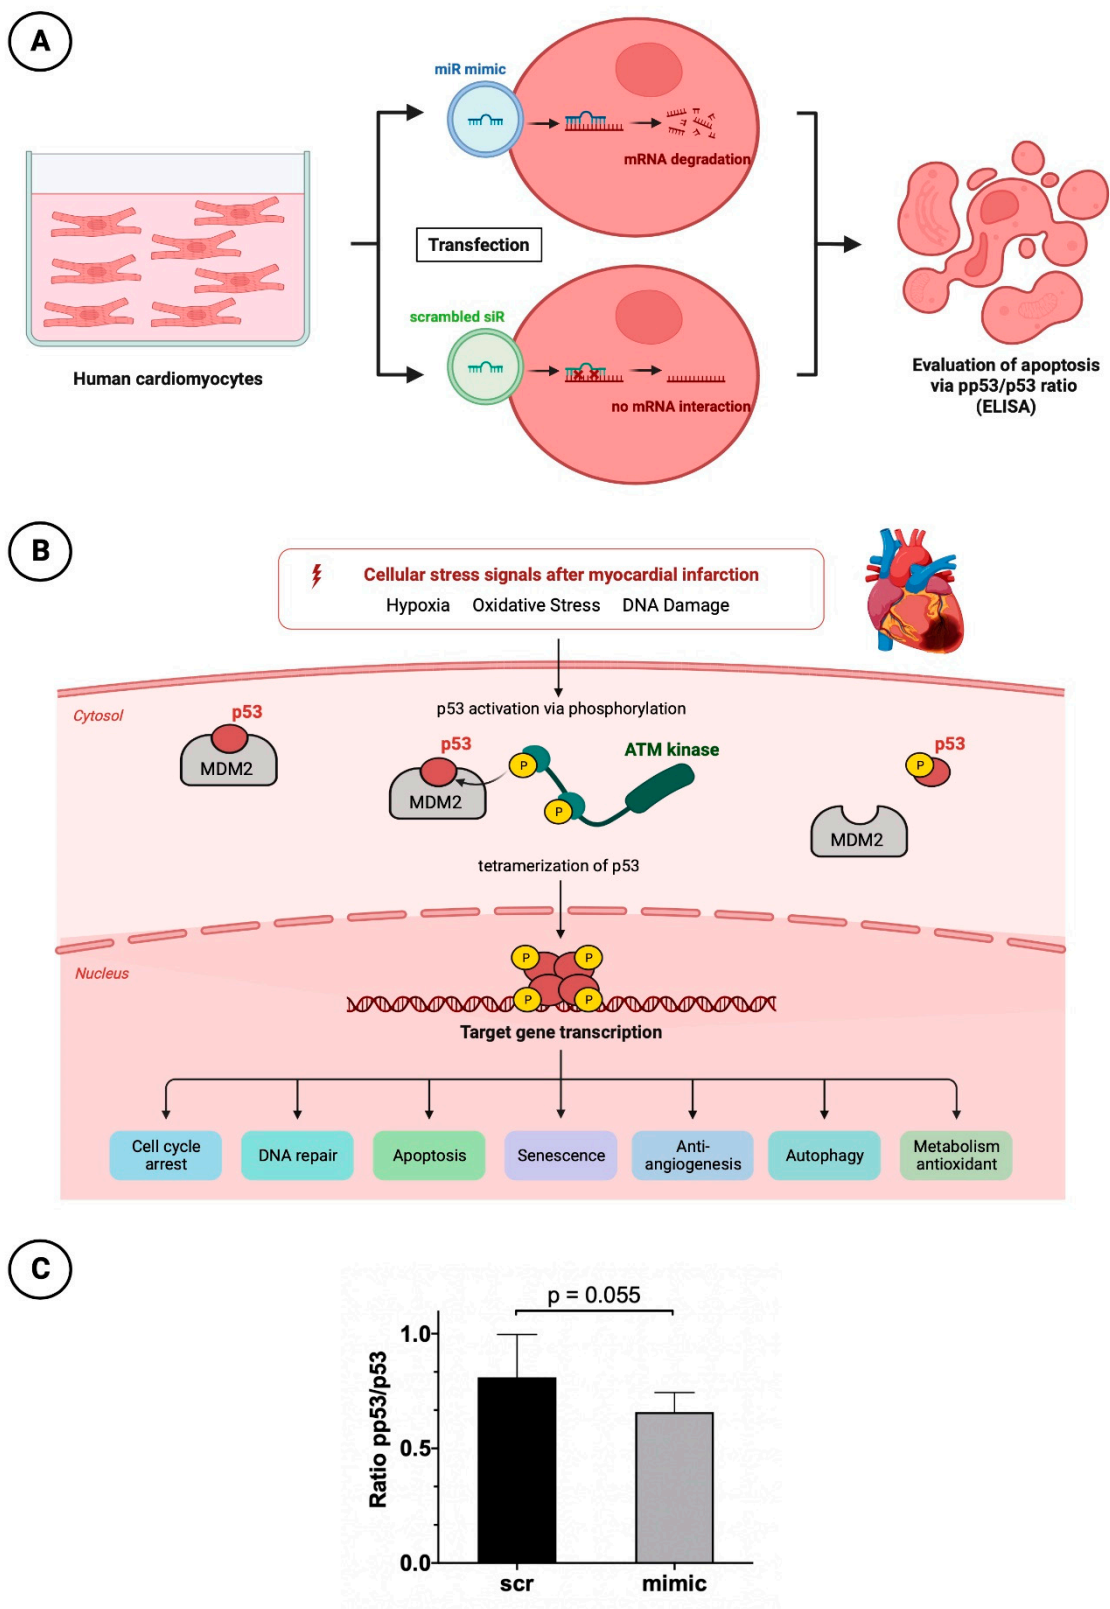 A
miR mimic
mRNA degradation
Transfection
scrambled siR
no mRNA interaction
Human cardiomyocytes
Evaluation of apoptosis
via pp53/p53 ratio
(ELISA)
B
Cellular stress signals after myocardial infarction
Hypoxia Oxidative Stress DNA Damage
Cytosol
p53 activation via phosphorylation
p53
MDM2
p53
MDM2
P
P
ATM kinase
p53
P
MDM2
tetramerization of p53
Nucleus
P
P
P
P
Target gene transcription
Cell cycle
arrest
DNA repair
Apoptosis
Senescence
Anti-
angiogenesis
Autophagy
Metabolism
antioxidant
C
p = 0.055
Ratio pp53/p53
1.0
0.5
0.0
scr
mimic